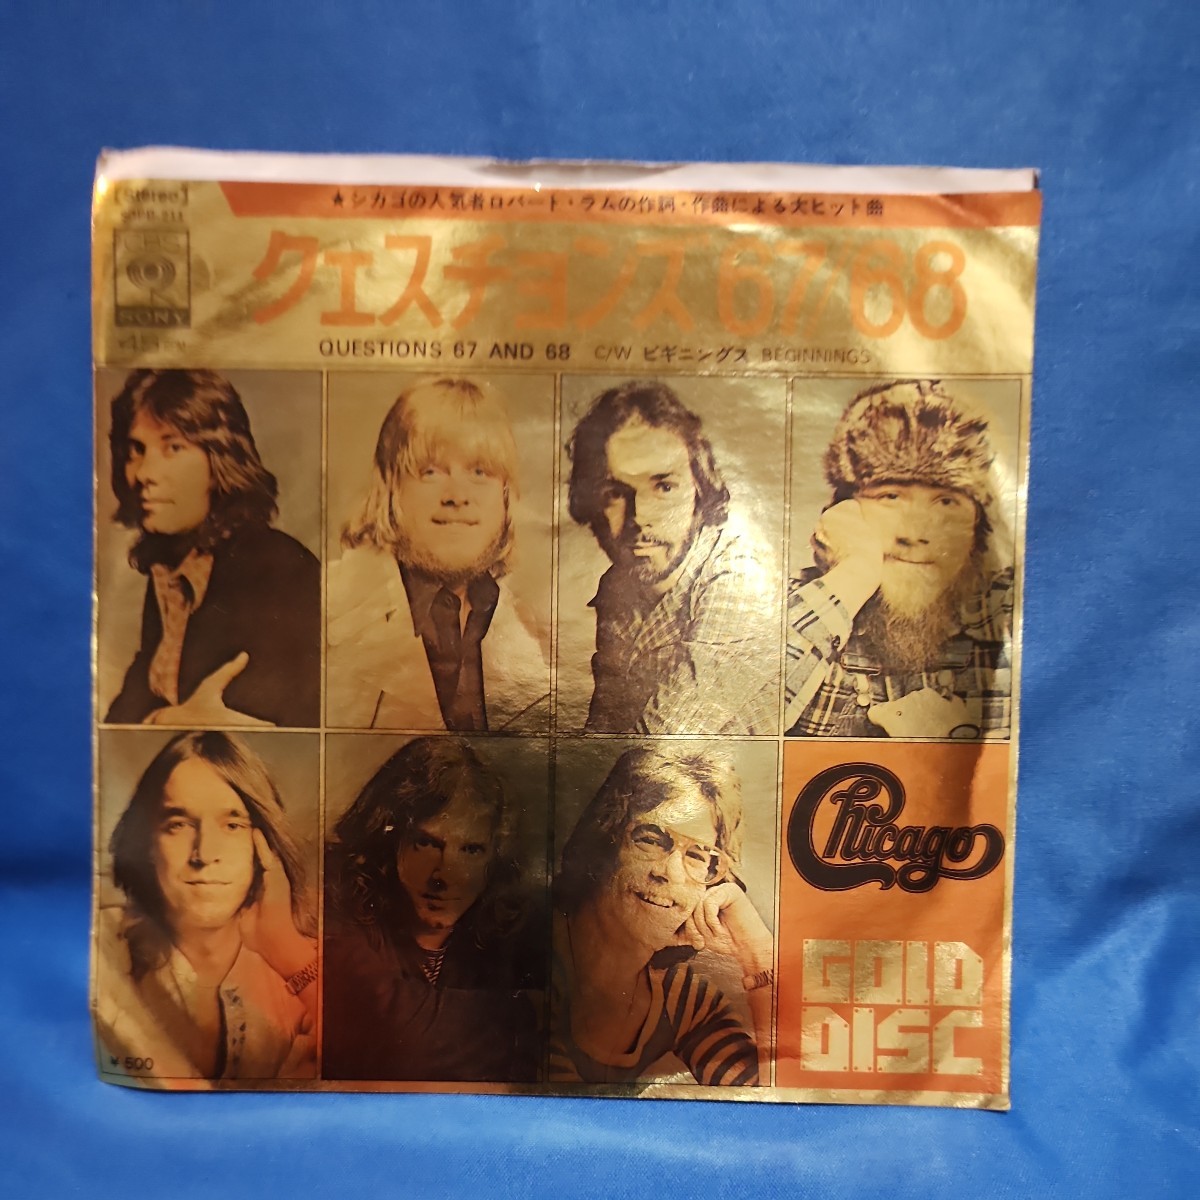 [Stereo]
★シカゴの人気者ロバート・ラムの作詞・作曲による大ヒット曲
CBS
SONY
クエスチョンズ67/68
QUESTIONS 67 AND 68 C/W ビギニングス BEGINNINGS
Chicago
GOLD
DISC
¥500